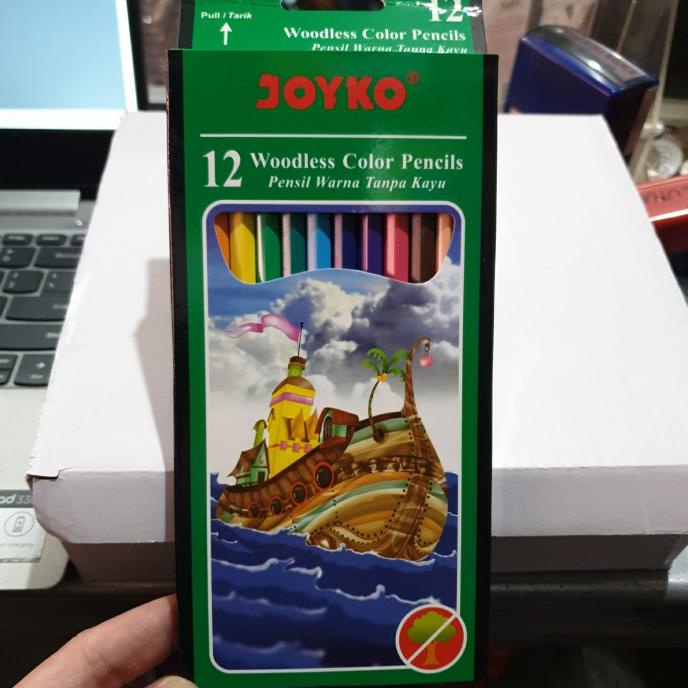 Pull / Tarik
12
Woodless Color Pencils
Pensil Warna Tanpa Kayu
JOYKO®
12 Woodless Color Pencils
Pensil Warna Tanpa Kayu
JOYKO